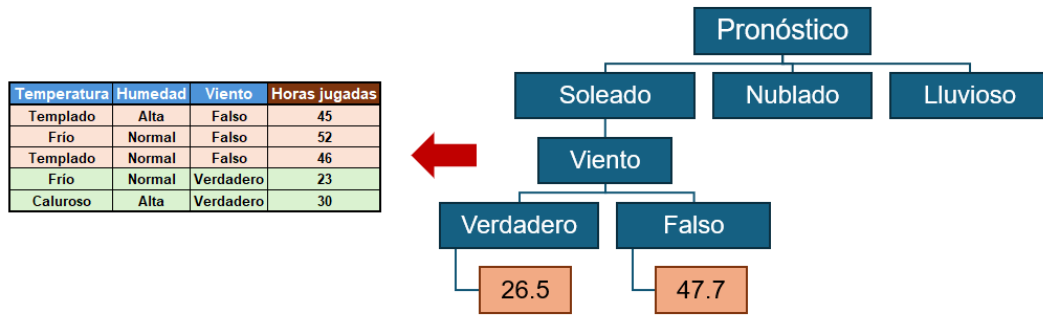 Temperatura Humedad Viento Horas jugadas
Templado Alta Falso 45
Frío Normal Falso 52
Templado Normal Falso 46
Frío Normal Verdadero 23
Caluroso Alta Verdadero 30
Pronóstico
Soleado Nublado Lluvioso
Viento
Verdadero Falso
26.5 47.7